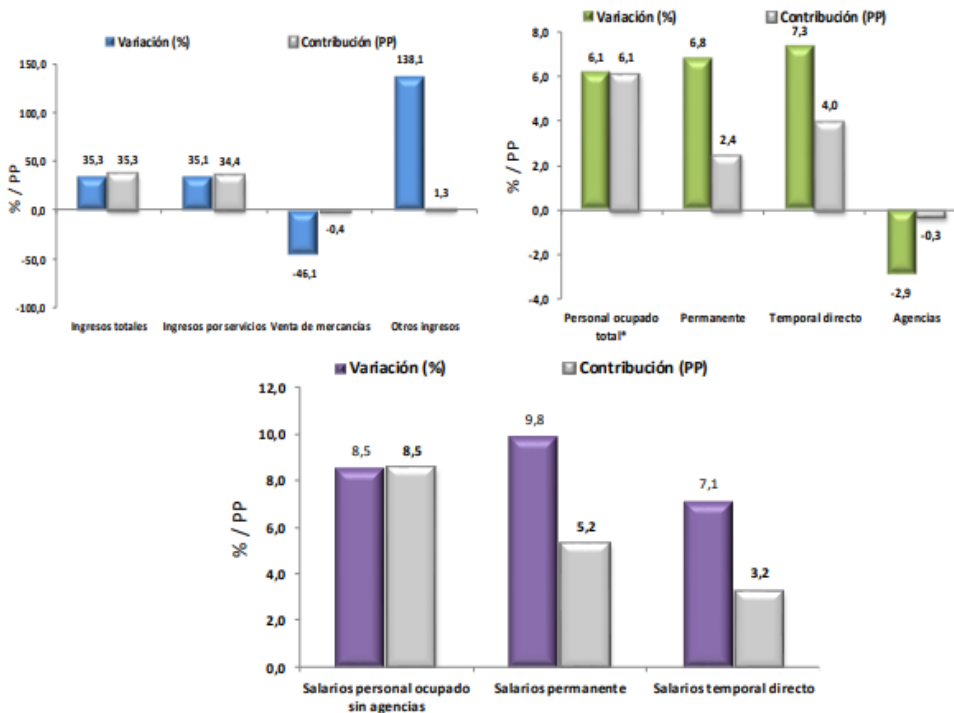 Variación (%) Contribución (PP)
150,0
100,0
50,0
0,0
-50,0
-100,0
% / PP
35,3 35,3
35,1 34,4
-46,1 -0,4
138,1 1,3
Ingresos totales Ingresos por servicios Venta de mercancías Otros ingresos
Variación (%) Contribución (PP)
8,0
6,0
4,0
2,0
0,0
-2,0
-4,0
% / PP
6,1 6,1
6,8 2,4
7,3 4,0
-2,9 -0,3
Personal ocupado Permanente Temporal directo Agencias
total*
Variación (%) Contribución (PP)
12,0
10,0
8,0
6,0
4,0
2,0
0,0
% / PP
8,5 8,5
9,8 5,2
7,1 3,2
Salarios personal ocupado Salarios permanente Salarios temporal directo
sin agencias